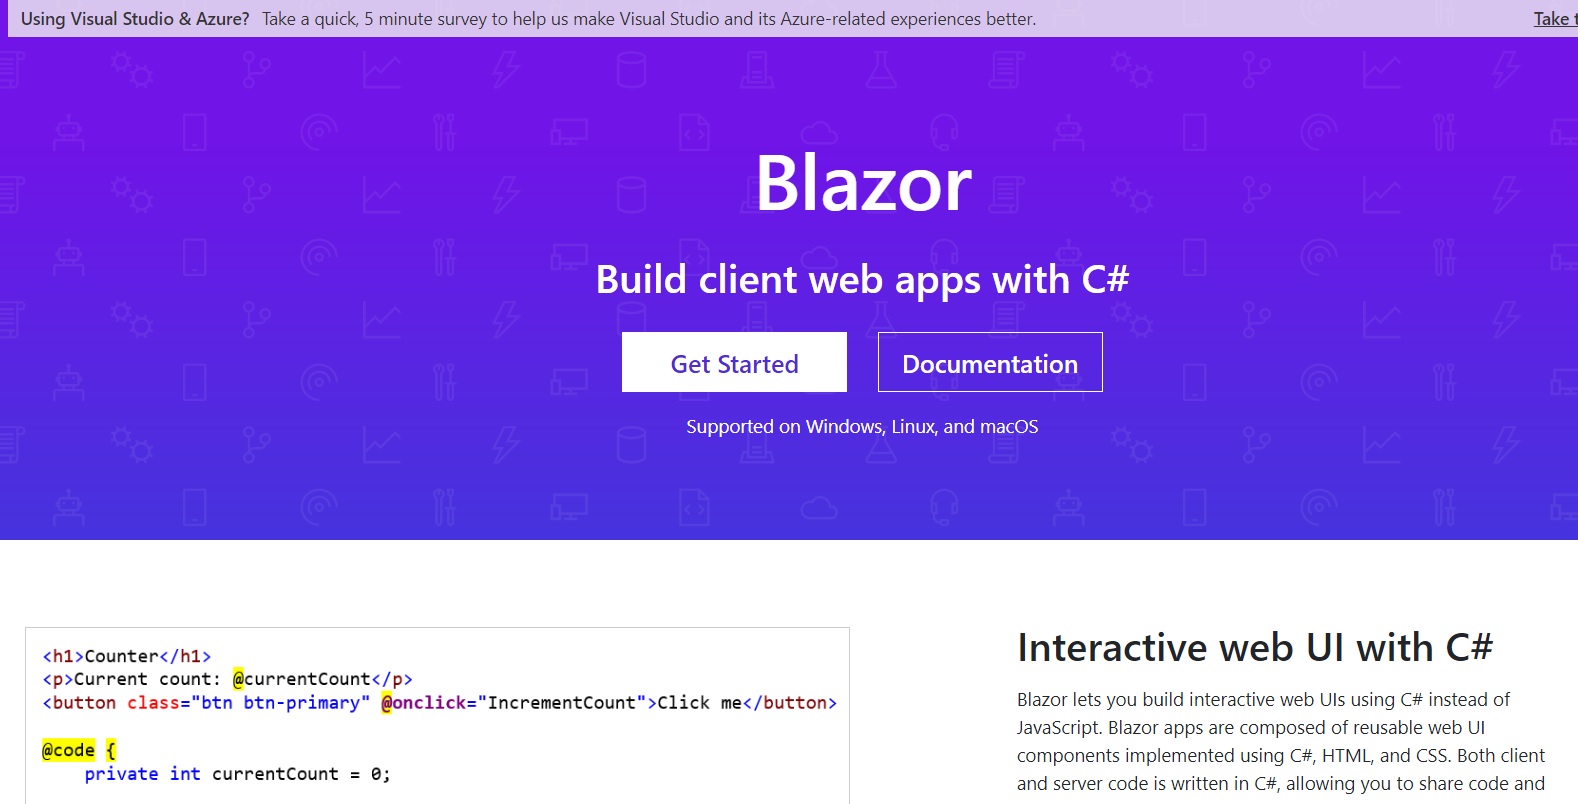 Using Visual Studio & Azure? Take a quick, 5 minute survey to help us make Visual Studio and its Azure-related experiences better. Take
Blazor
Build client web apps with C#
Get Started Documentation
Supported on Windows, Linux, and macOS
<h1>Counter</h1>
<p>Current count: @currentCount</p>
<button class="btn btn-primary" @onclick="IncrementCount">Click me</button>
@code {
    private int currentCount = 0;
Interactive web UI with C#
Blazor lets you build interactive web UIs using C# instead of
JavaScript. Blazor apps are composed of reusable web UI
components implemented using C#, HTML, and CSS. Both client
and server code is written in C#, allowing you to share code and